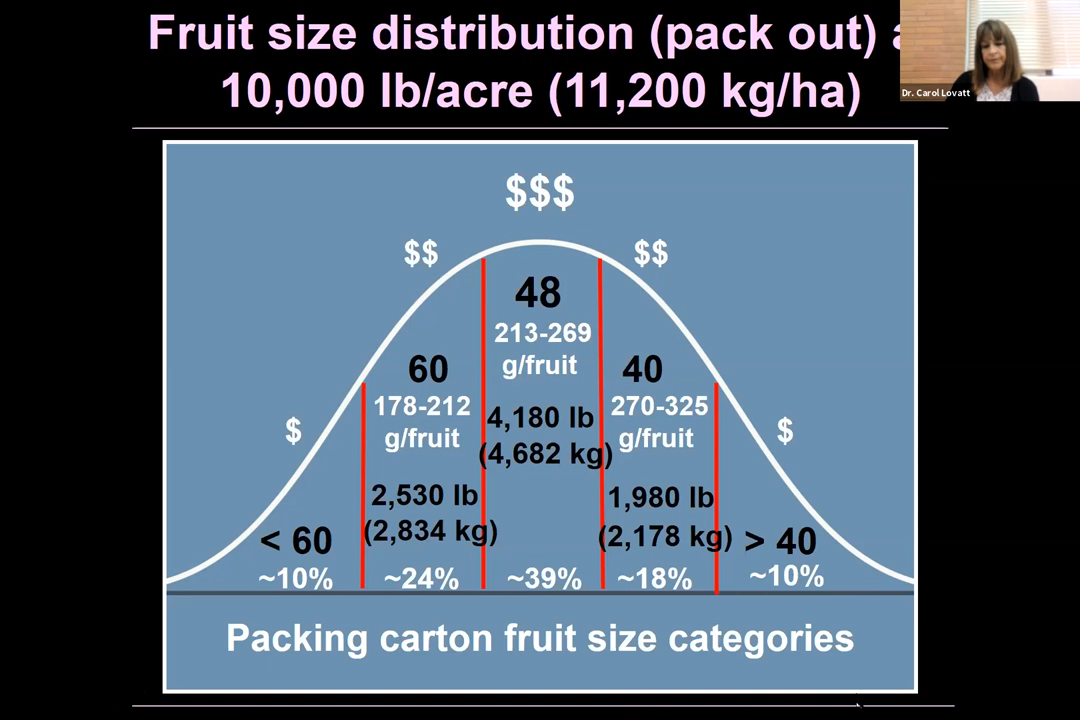 Fruit size distribution (pack out)
10,000 lb/acre (11,200 kg/ha)
Dr. Carol Lovatt
$$$
$$
$$
48
213-269
g/fruit
60
40
178-212
g/fruit
270-325
g/fruit
4,180 lb
(4,682 kg)
$
$
2,530 lb
(2,834 kg)
1,980 lb
(2,178 kg)
< 60
> 40
~10%
~24%
~39%
~18%
~10%
Packing carton fruit size categories